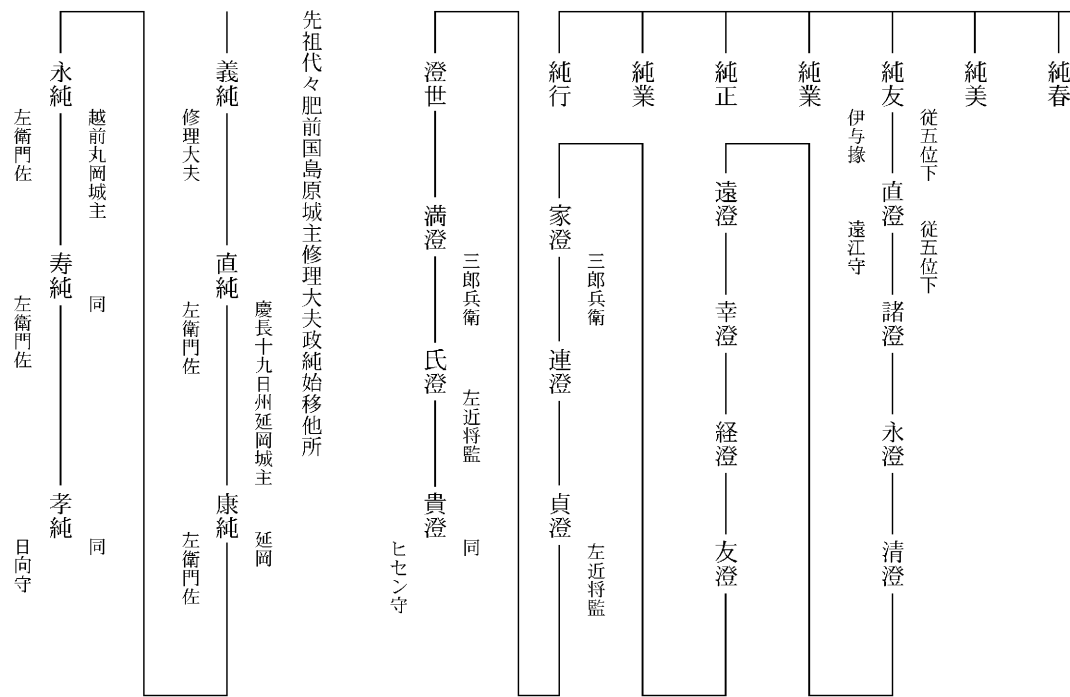 純春
純美
純友
従五位下
伊与掾
直澄
従五位下
遠江守
諸澄
永澄
清澄
純業
純正
遠澄
幸澄
経澄
友澄
純業
純行
家澄
三郎兵衛
連澄
貞澄
左近将監
澄世
満澄
三郎兵衛
氏澄
左近将監
貴澄
同
ヒセン守
先祖代々肥前国島原城主修理大夫政純始移他所
義純
修理大夫
直純
慶長十九日州延岡城主
左衛門佐
康純
延岡
左衛門佐
永純
越前丸岡城主
左衛門佐
寿純
同
左衛門佐
孝純
同
日向守